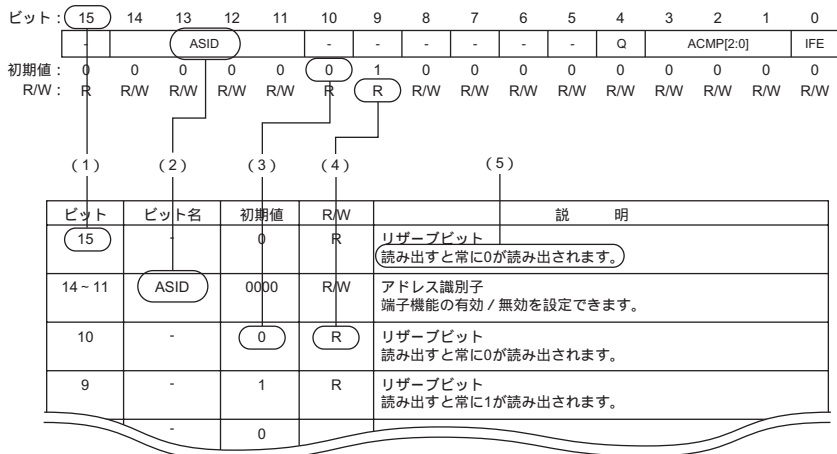 ビット: 15 14 13 12 11 10 9 8 7 6 5 4 3 2 1 0
- ASID - - - - - - Q ACMP[2:0] IFE
初期値: 0 0 0 0 0 0 1 0 0 0 0 0 0 0 0 0
R/W: R R/W R/W R/W R/W R R R/W R/W R/W R/W R/W R/W R/W R/W R/W
(1) (2) (3) (4) (5)
ビット ビット名 初期値 R/W 説 明
15 - 0 R リザーブビット
読み出すと常に0が読み出されます。
14~11 ASID 0000 R/W アドレス識別子
端子機能の有効/無効を設定できます。
10 - 0 R リザーブビット
読み出すと常に0が読み出されます。
9 - 1 R リザーブビット
読み出すと常に1が読み出されます。
- 0